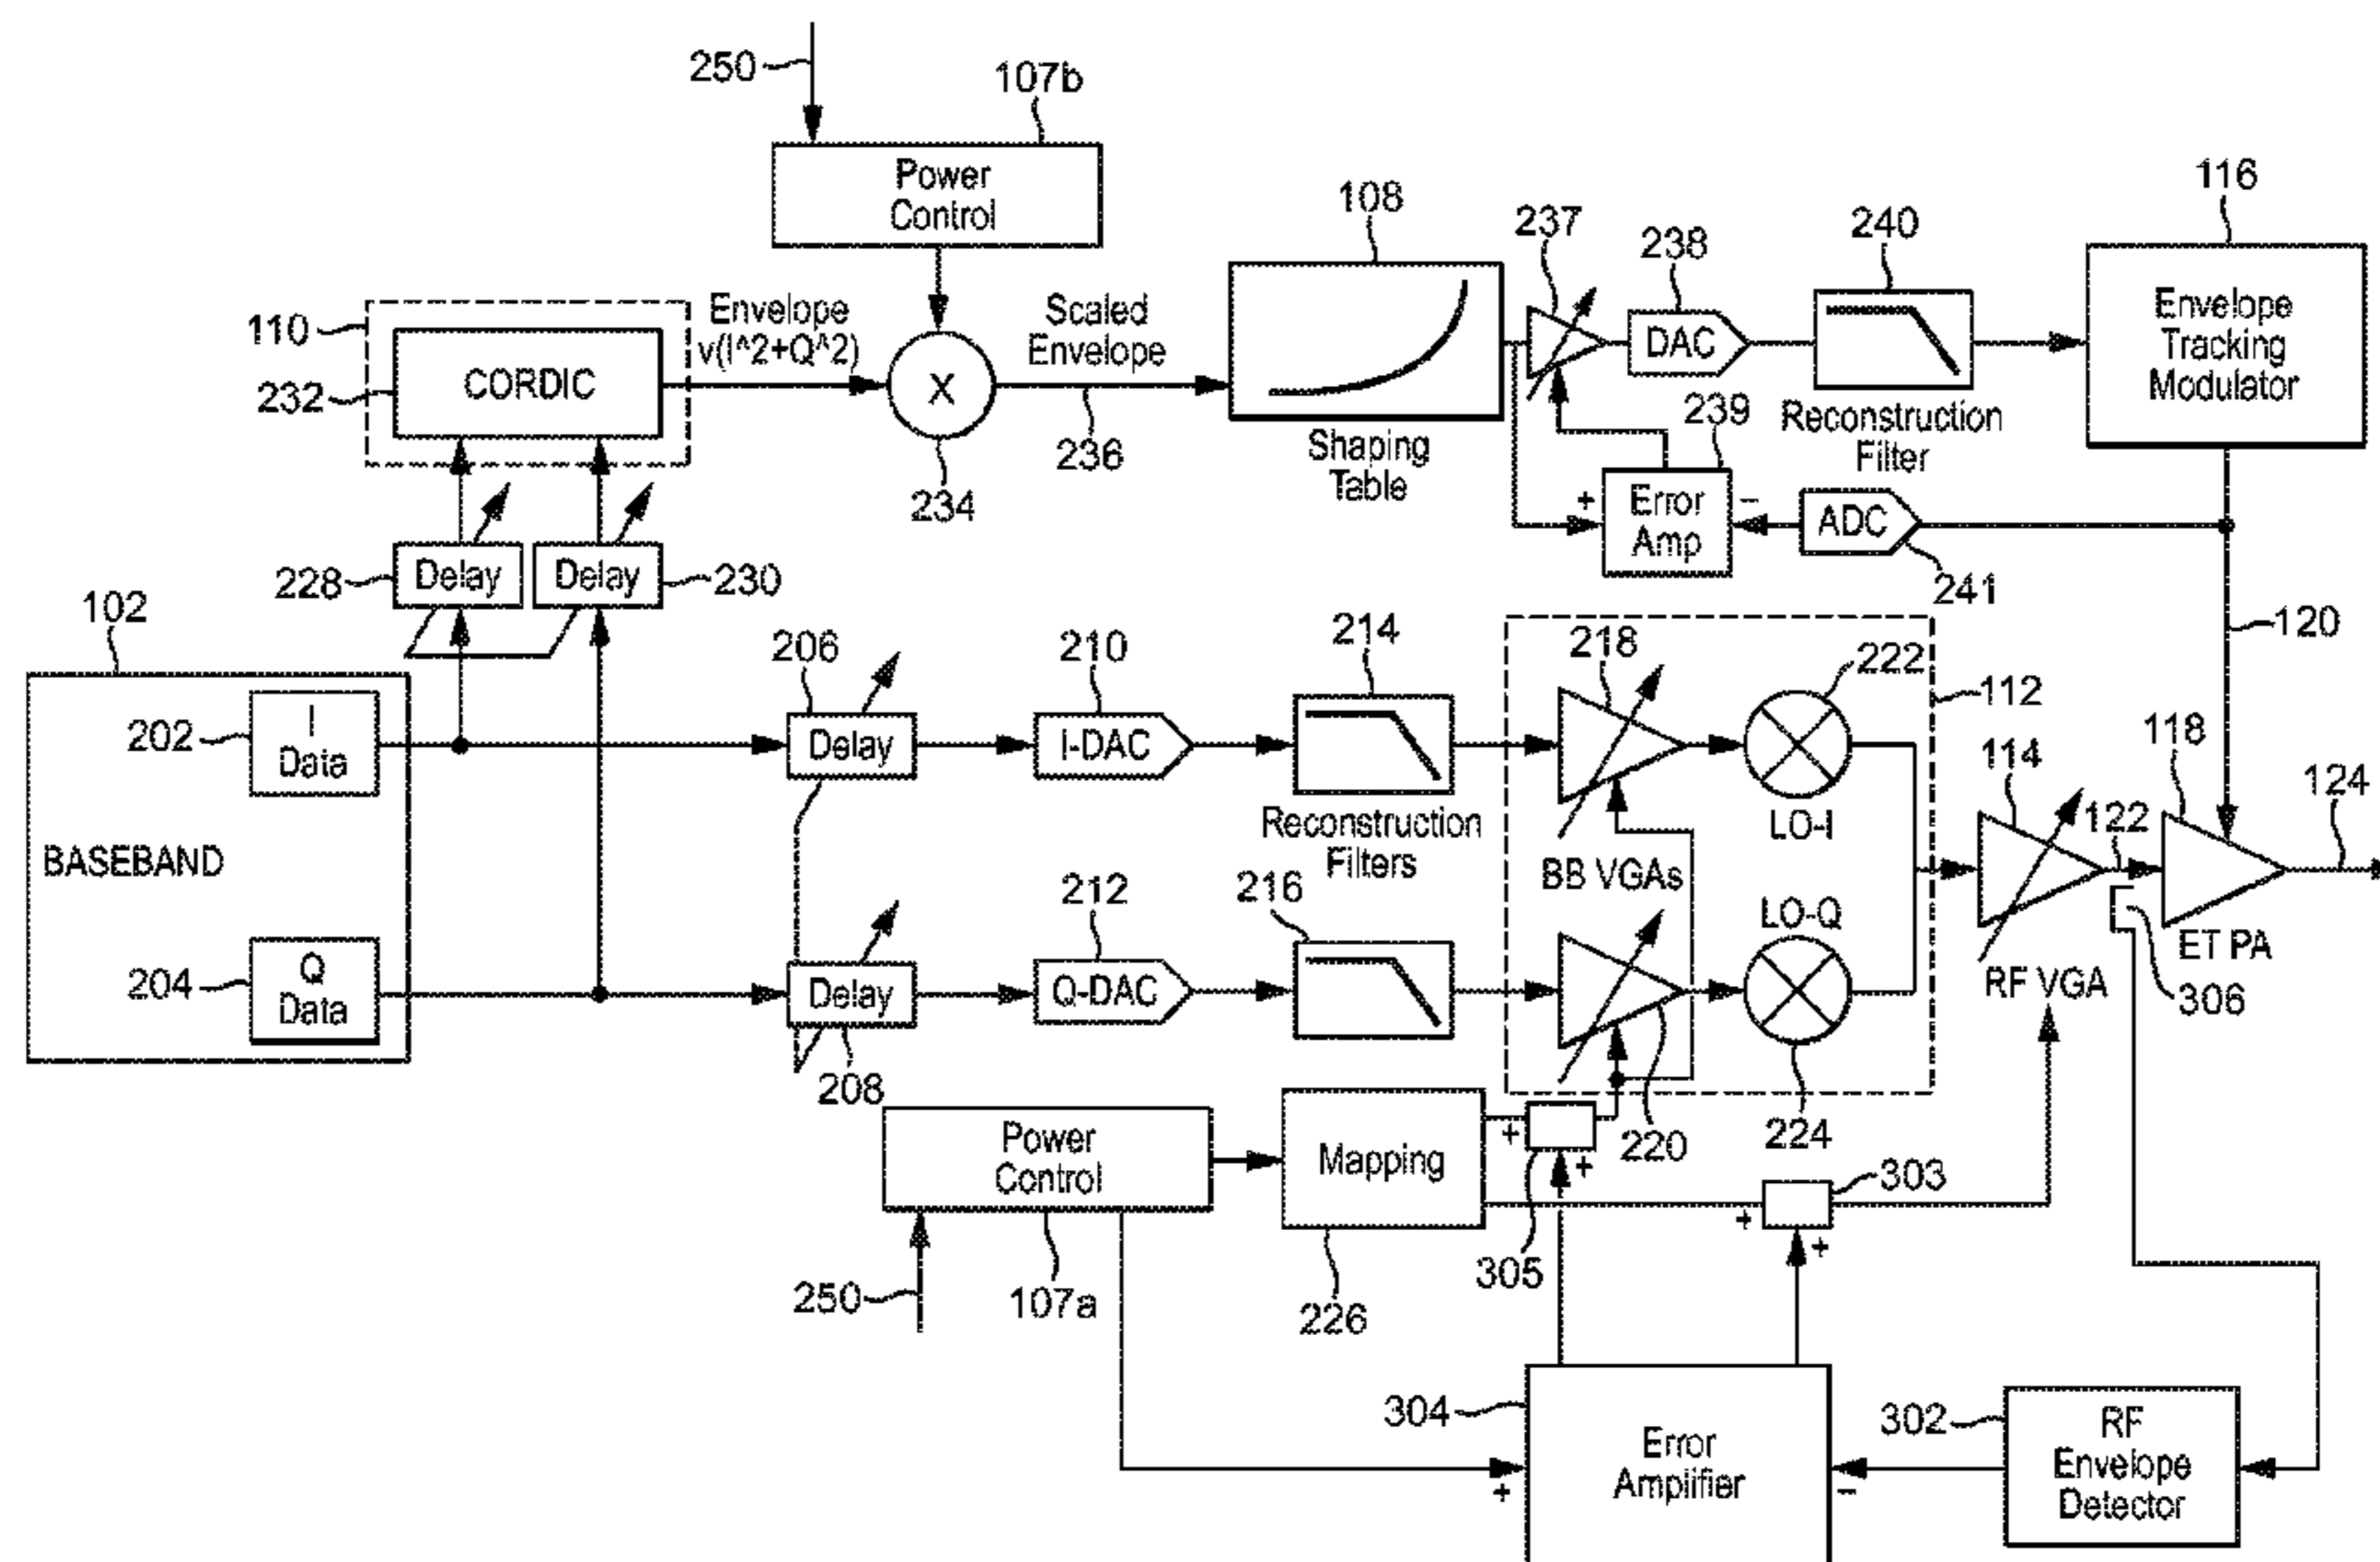 250
107b
Power
Control
108
237
238
240
116
110
232
CORDIC
Envelope
v(I^2+Q^2)
X
234
Scaled
Envelope
236
Shaping
Table
DAC
Reconstruction
Filter
Envelope
Tracking
Modulator
239
+
Error
Amp
−
ADC
241
228
Delay
Delay
230
120
102
BASEBAND
202
I
Data
204
Q
Data
206
Delay
210
I-DAC
214
Reconstruction
Filters
218
222
LO-I
112
BB VGAs
114
122
118
124
208
Delay
212
Q-DAC
216
220
LO-Q
224
RF VGA
306
ET PA
Power
Control
250
107a
Mapping
226
+
+
305
303
+
+
304
Error
Amplifier
+
−
302
RF
Envelope
Detector